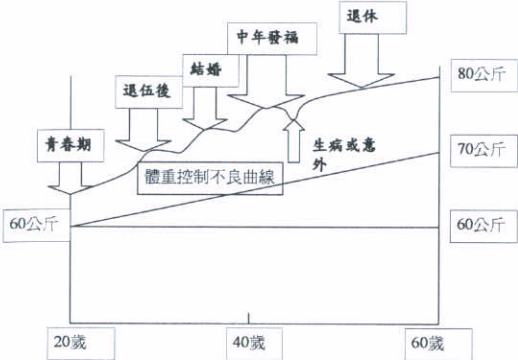 退休
中年發福
結婚
退伍後
80公斤
青春期
生病或意
外
70公斤
體重控制不良曲線
60公斤
60公斤
20歲
40歲
60歲